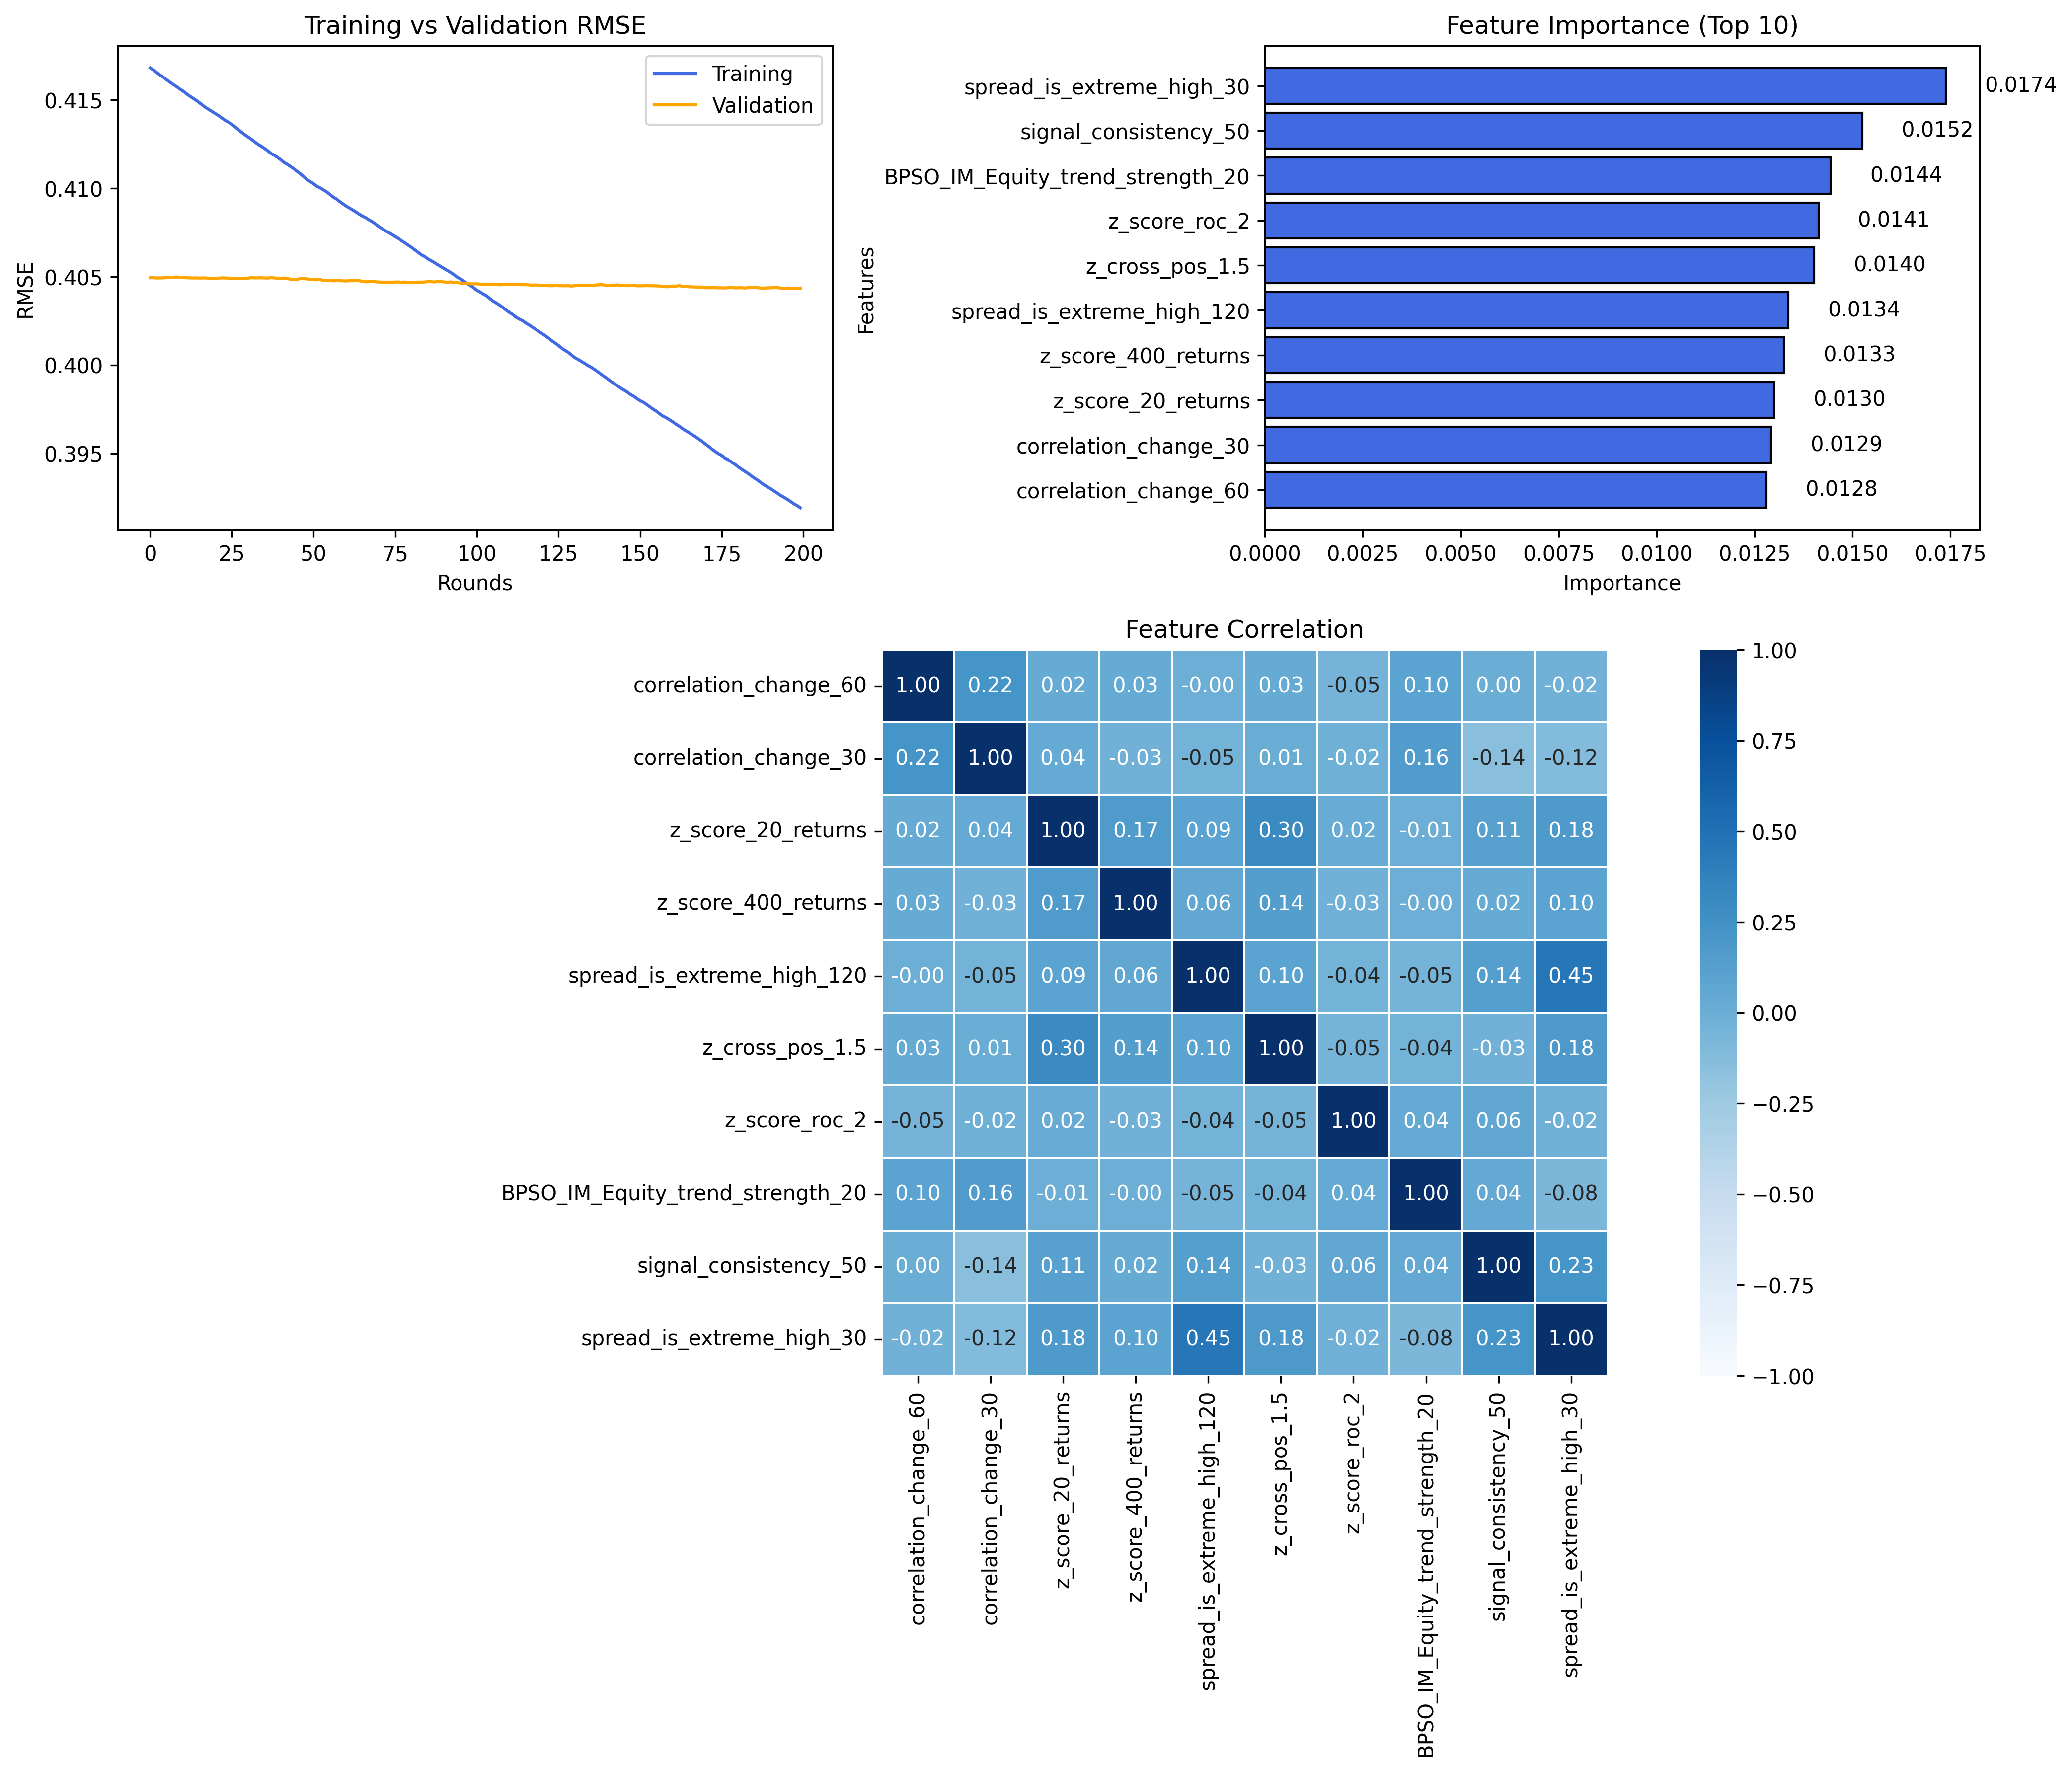 Training vs Validation RMSE
Training
Validation
0.415
0.410
0.405
0.400
0.395
RMSE
0 25 50 75 100 125 150 175 200
Rounds
Feature Importance (Top 10)
spread_is_extreme_high_30 0.0174
signal_consistency_50 0.0152
BPSO_IM_Equity_trend_strength_20 0.0144
z_score_roc_2 0.0141
z_cross_pos_1.5 0.0140
spread_is_extreme_high_120 0.0134
z_score_400_returns 0.0133
z_score_20_returns 0.0130
correlation_change_30 0.0129
correlation_change_60 0.0128
Features
0.0000 0.0025 0.0050 0.0075 0.0100 0.0125 0.0150 0.0175
Importance
Feature Correlation
correlation_change_60 1.00 0.22 0.02 0.03 -0.00 0.03 -0.05 0.10 0.00 -0.02
correlation_change_30 0.22 1.00 0.04 -0.03 -0.05 0.01 -0.02 0.16 -0.14 -0.12
z_score_20_returns 0.02 0.04 1.00 0.17 0.09 0.30 0.02 -0.01 0.11 0.18
z_score_400_returns 0.03 -0.03 0.17 1.00 0.06 0.14 -0.03 -0.00 0.02 0.10
spread_is_extreme_high_120 -0.00 -0.05 0.09 0.06 1.00 0.10 -0.04 -0.05 0.14 0.45
z_cross_pos_1.5 0.03 0.01 0.30 0.14 0.10 1.00 -0.05 -0.04 -0.03 0.18
z_score_roc_2 -0.05 -0.02 0.02 -0.03 -0.04 -0.05 1.00 0.04 0.06 -0.02
BPSO_IM_Equity_trend_strength_20 0.10 0.16 -0.01 -0.00 -0.05 -0.04 0.04 1.00 0.04 -0.08
signal_consistency_50 0.00 -0.14 0.11 0.02 0.14 -0.03 0.06 0.04 1.00 0.23
spread_is_extreme_high_30 -0.02 -0.12 0.18 0.10 0.45 0.18 -0.02 -0.08 0.23 1.00
correlation_change_60
correlation_change_30
z_score_20_returns
z_score_400_returns
spread_is_extreme_high_120
z_cross_pos_1.5
z_score_roc_2
BPSO_IM_Equity_trend_strength_20
signal_consistency_50
spread_is_extreme_high_30
1.00
0.75
0.50
0.25
0.00
−0.25
−0.50
−0.75
−1.00